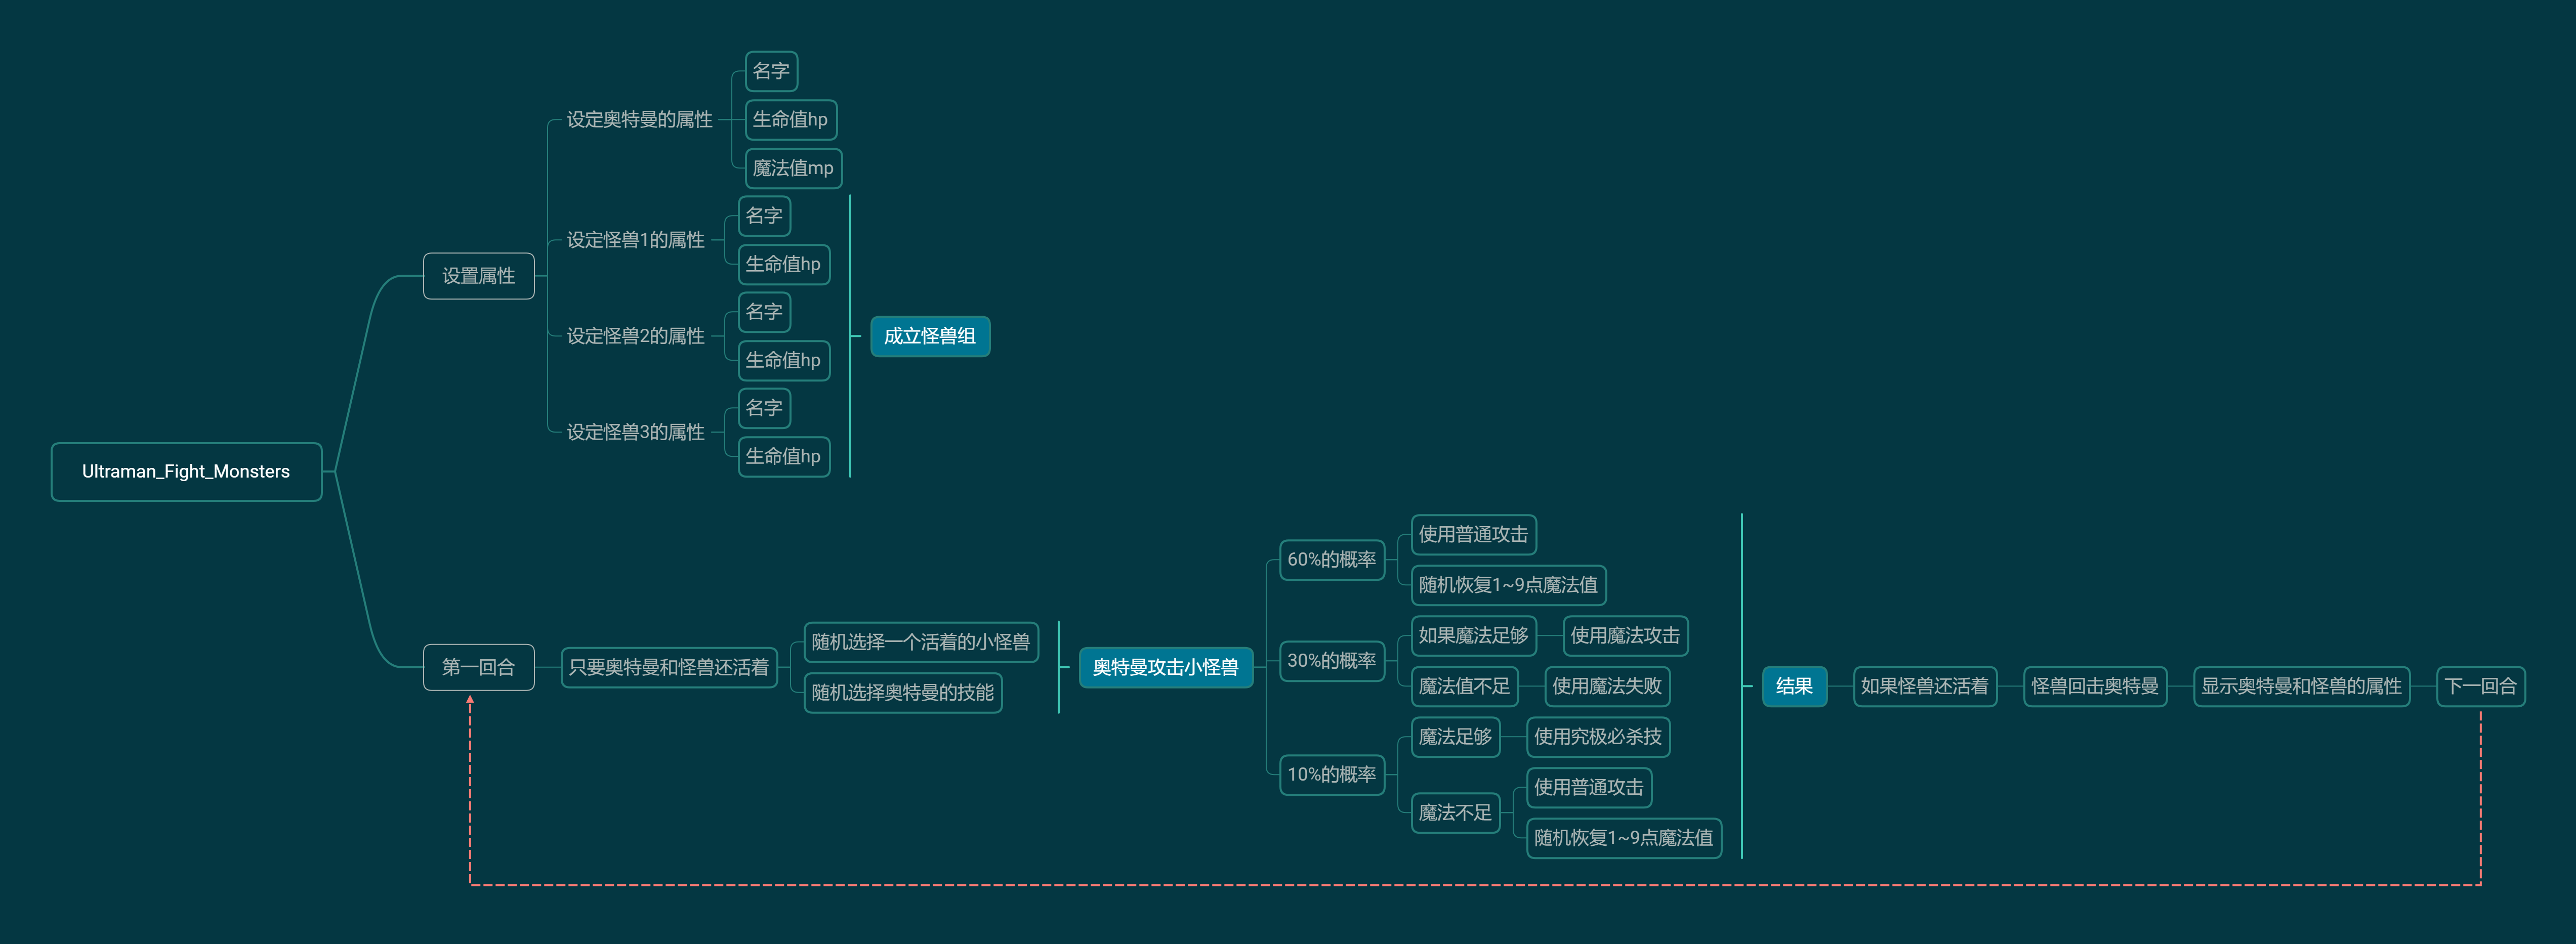 Ultraman_Fight_Monsters
设置属性
设定奥特曼的属性
名字
生命值hp
魔法值mp
设定怪兽1的属性
名字
生命值hp
设定怪兽2的属性
名字
生命值hp
设定怪兽3的属性
名字
生命值hp
成立怪兽组
第一回合
只要奥特曼和怪兽还活着
随机选择一个活着的小怪兽
随机选择奥特曼的技能
奥特曼攻击小怪兽
60%的概率
使用普通攻击
随机恢复1~9点魔法值
30%的概率
如果魔法足够
使用魔法攻击
魔法值不足
使用魔法失败
10%的概率
魔法足够
使用究极必杀技
魔法不足
使用普通攻击
随机恢复1~9点魔法值
结果
如果怪兽还活着
怪兽回击奥特曼
显示奥特曼和怪兽的属性
下一回合